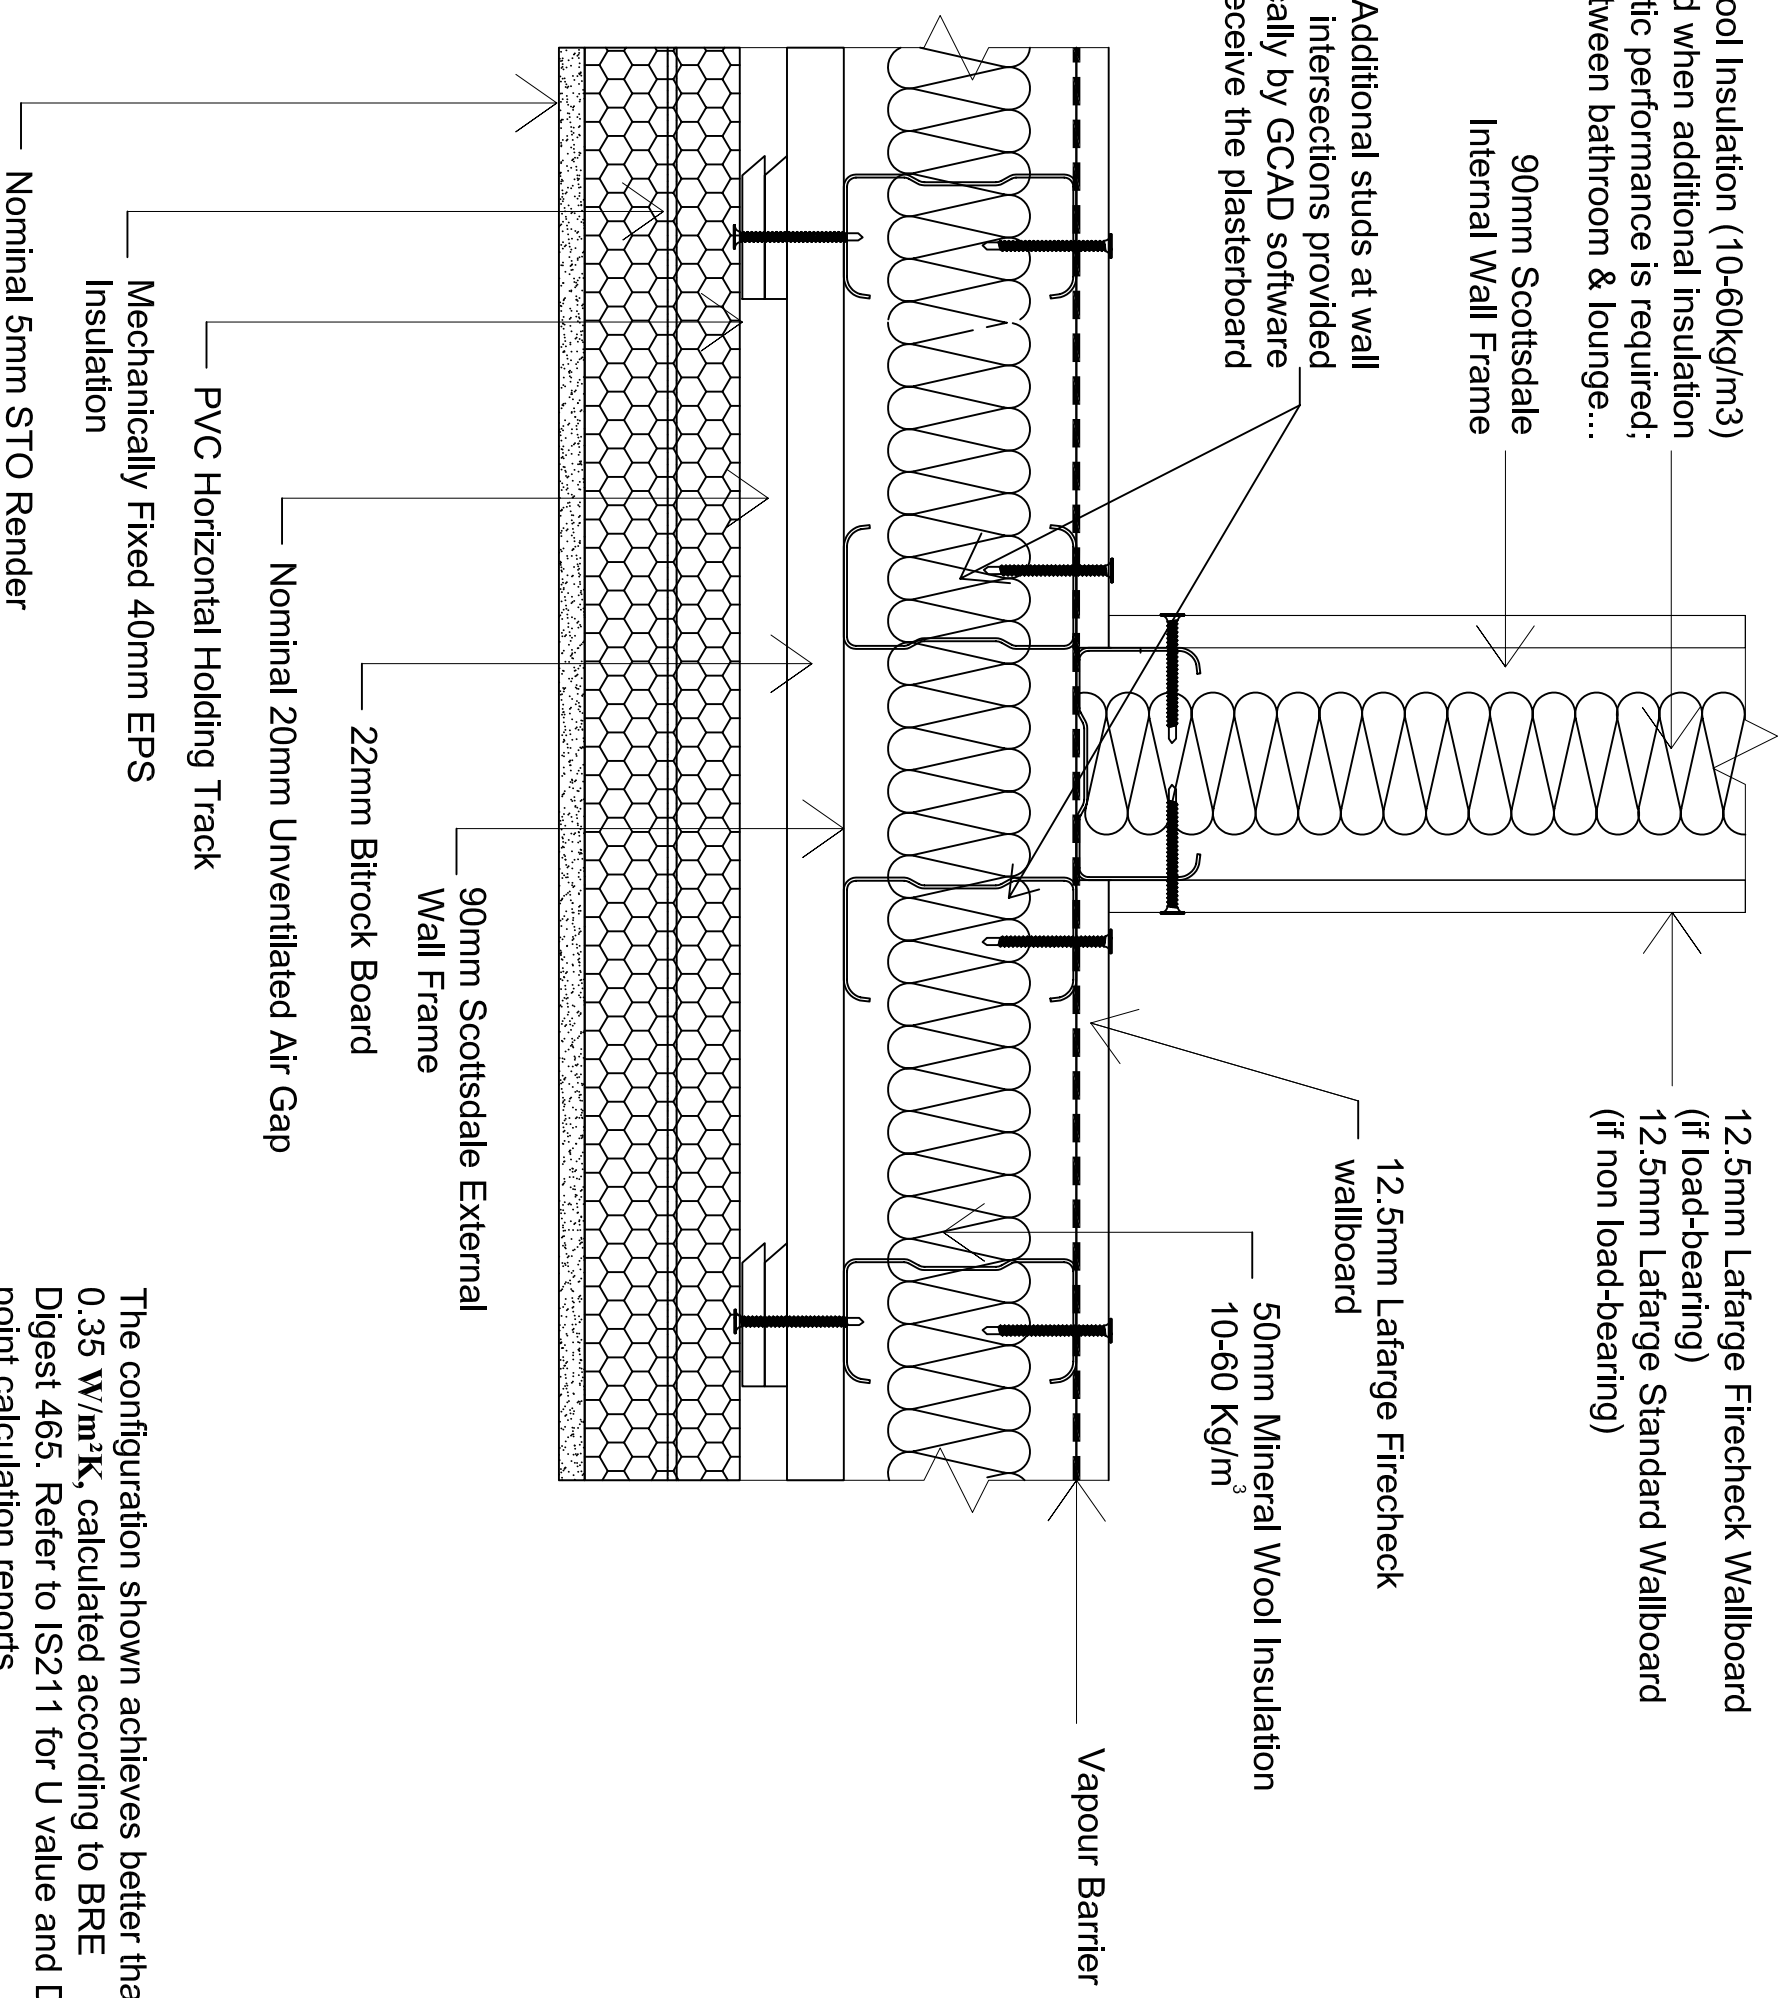 ool Insulation (10-60kg/m3)
d when additional insulation
tic performance is required;
tween bathroom & lounge...
90mm Scottsdale
Internal Wall Frame
Additional studs at wall
intersections provided
cally by GCAD software
eceive the plasterboard
12.5mm Lafarge Firecheck Wallboard
(if load-bearing)
12.5mm Lafarge Standard Wallboard
(if non load-bearing)
12.5mm Lafarge Firecheck
wallboard
50mm Mineral Wool Insulation
10-60 Kg/m³
Vapour Barrier
90mm Scottsdale External
Wall Frame
22mm Bitrock Board
Nominal 20mm Unventilated Air Gap
PVC Horizontal Holding Track
Mechanically Fixed 40mm EPS
Insulation
Nominal 5mm STO Render
The configuration shown achieves better tha
0.35 W/m²K, calculated according to BRE
Digest 465. Refer to IS211 for U value and D
point calculation reports